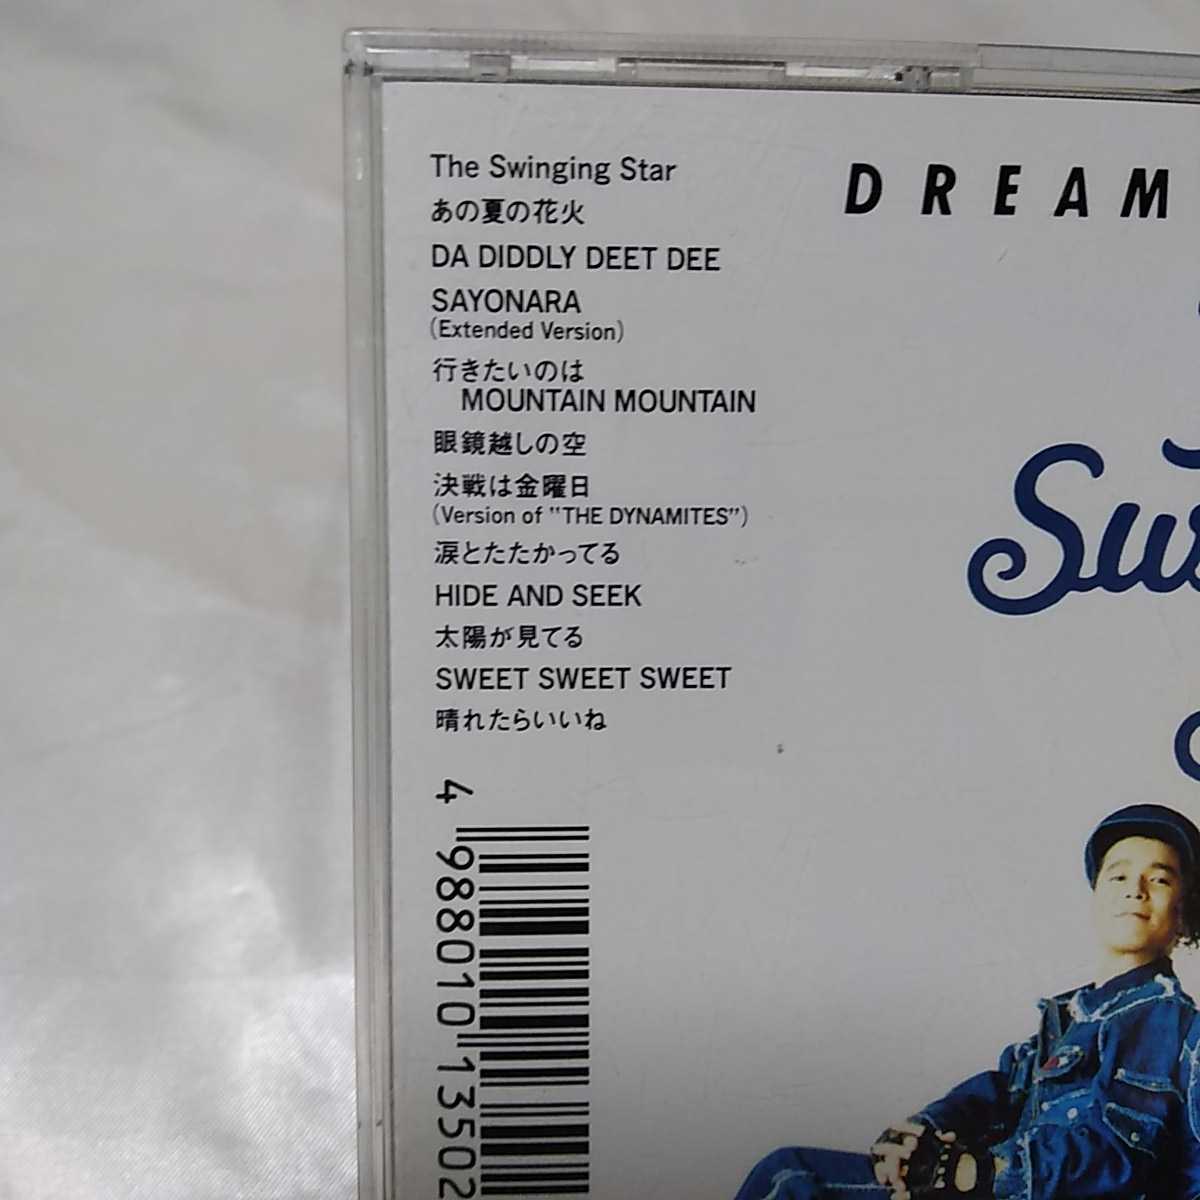 The Swinging Star
あの夏の花火
DA DIDDLY DEET DEE
SAYONARA
(Extended Version)
行きたいのは
MOUNTAIN MOUNTAIN
眼鏡越しの空
決戦は金曜日
(Version of "THE DYNAMITES")
涙とたたかってる
HIDE AND SEEK
太陽が見てる
SWEET SWEET SWEET
晴れたらいいね
DREAM
Sw
4 988010 13502